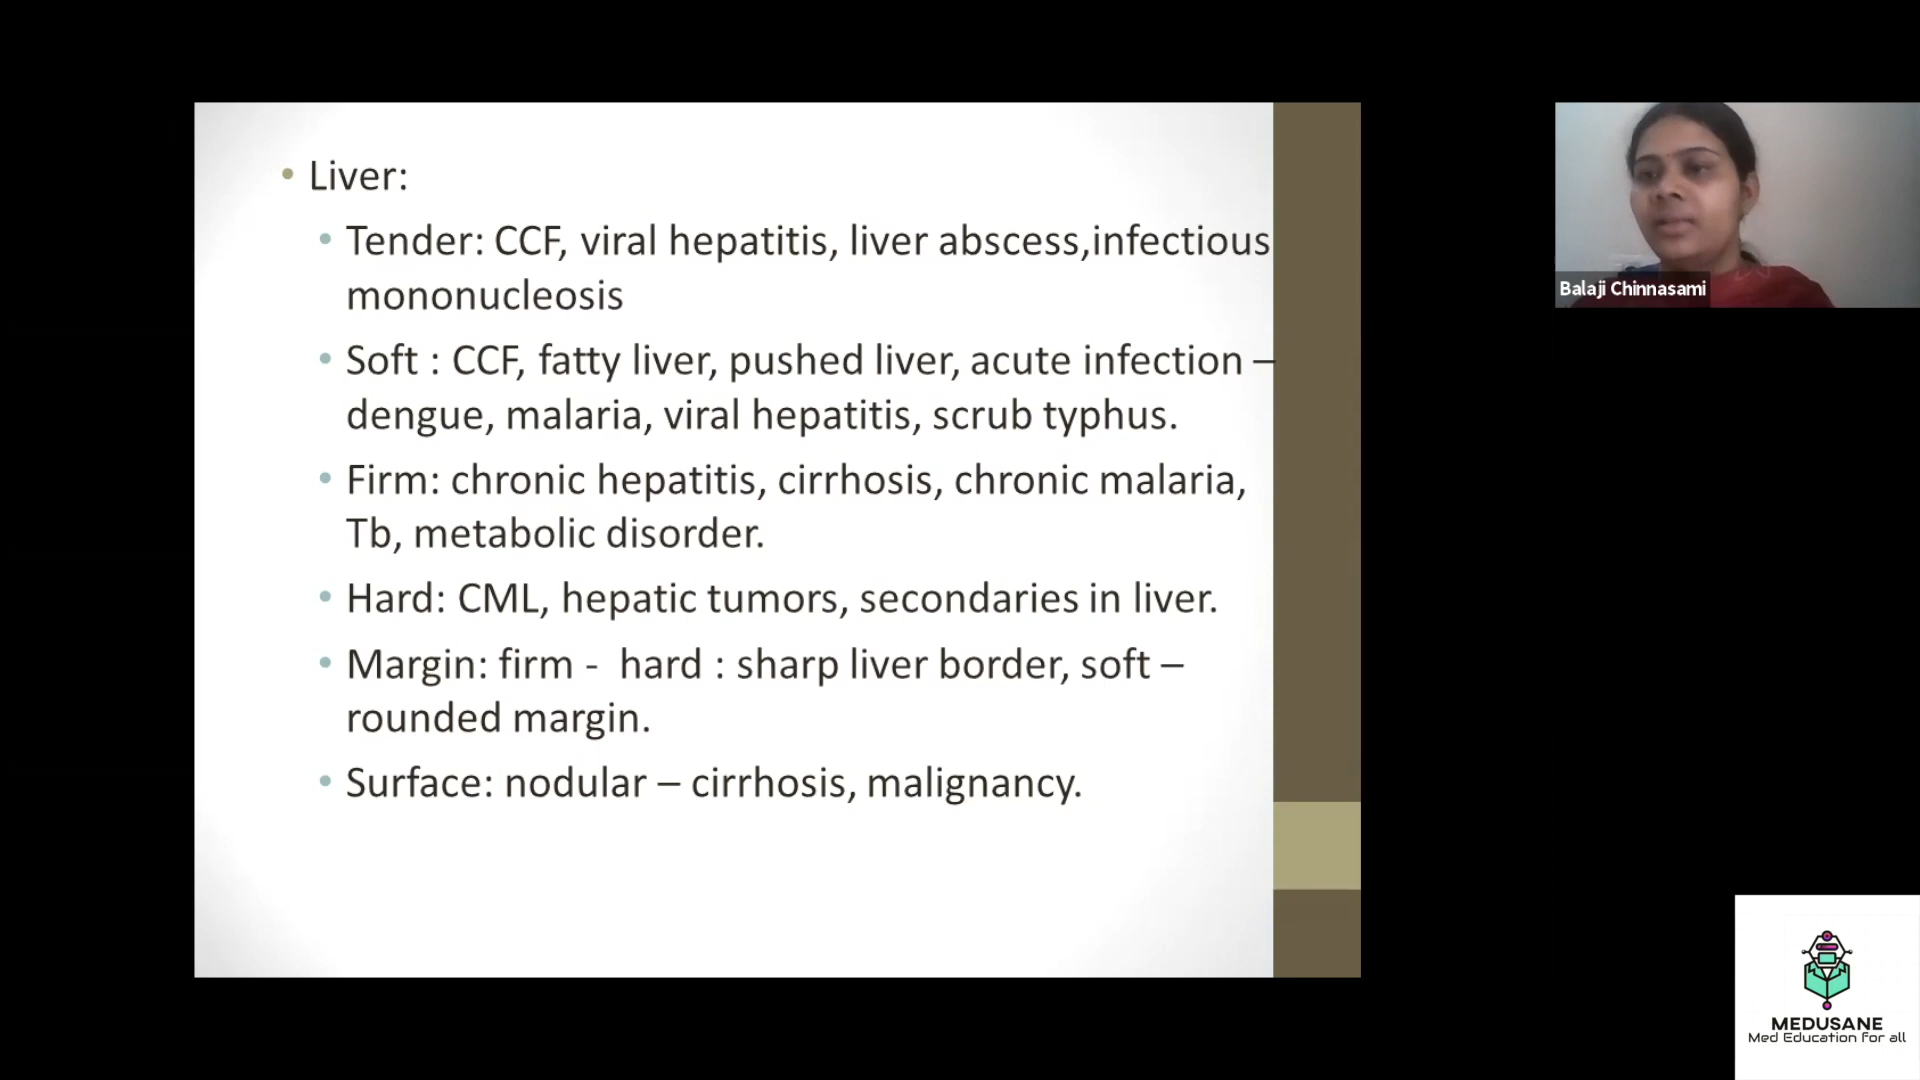 Liver:
Tender: CCF, viral hepatitis, liver abscess,infectious
mononucleosis
Soft : CCF, fatty liver, pushed liver, acute infection –
dengue, malaria, viral hepatitis, scrub typhus.
Firm: chronic hepatitis, cirrhosis, chronic malaria,
Tb, metabolic disorder.
Hard: CML, hepatic tumors, secondaries in liver.
Margin: firm -  hard : sharp liver border, soft –
rounded margin.
Surface: nodular – cirrhosis, malignancy.
Balaji Chinnasami
MEDUSANE
Med Education for all